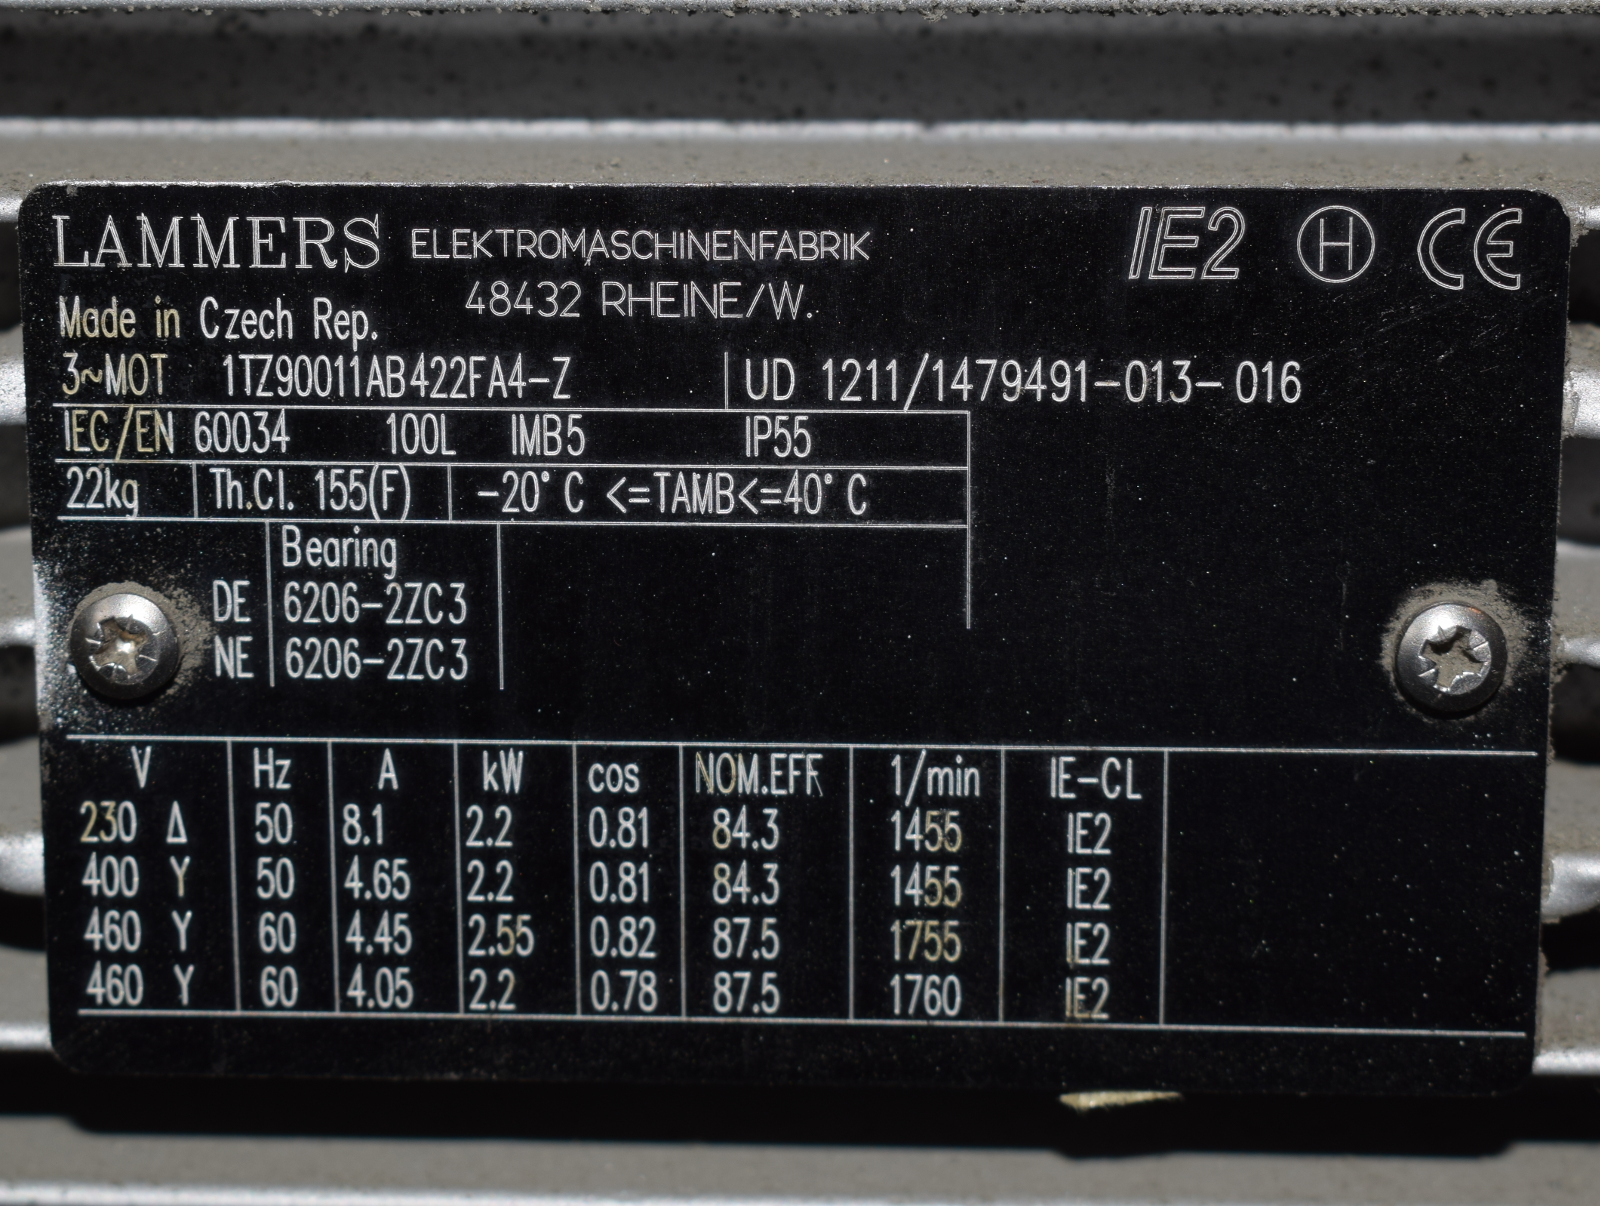 LAMMERS ELEKTROMASCHINENFABRIK IE2 H CE
48432 RHEINE/W.
Made in Czech Rep.
3~MOT 1TZ90011AB422FA4-Z UD 1211/1479491-013-016
IEC/EN 60034 100L IMB5 IP55
22kg Th.Cl. 155(F) -20°C <=TAMB<=40°C
Bearing
DE 6206-2ZC3
NE 6206-2ZC3
V Hz A kW cos NOM.EFF 1/min IE-CL
230 Δ 50 8.1 2.2 0.81 84.3 1455 IE2
400 Y 50 4.65 2.2 0.81 84.3 1455 IE2
460 Y 60 4.45 2.55 0.82 87.5 1755 IE2
460 Y 60 4.05 2.2 0.78 87.5 1760 IE2